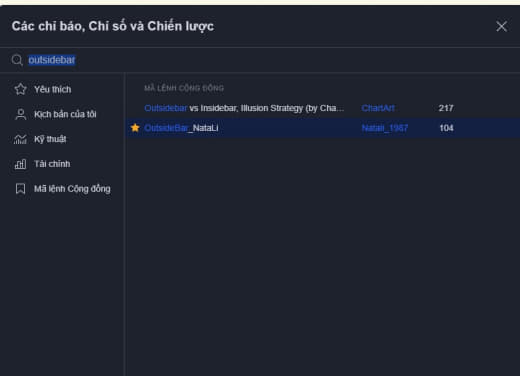 Các chỉ báo, Chỉ số và Chiến lược
outsidebar
Yêu thích
Kịch bản của tôi
Kỹ thuật
Tài chính
Mã lệnh Cộng đồng
MÃ LỆNH CỘNG ĐỒNG
Outsidebar vs Insidebar, Illusion Strategy (by Cha... ChartArt 217
OutsideBar_NataLi Natali_1987 104